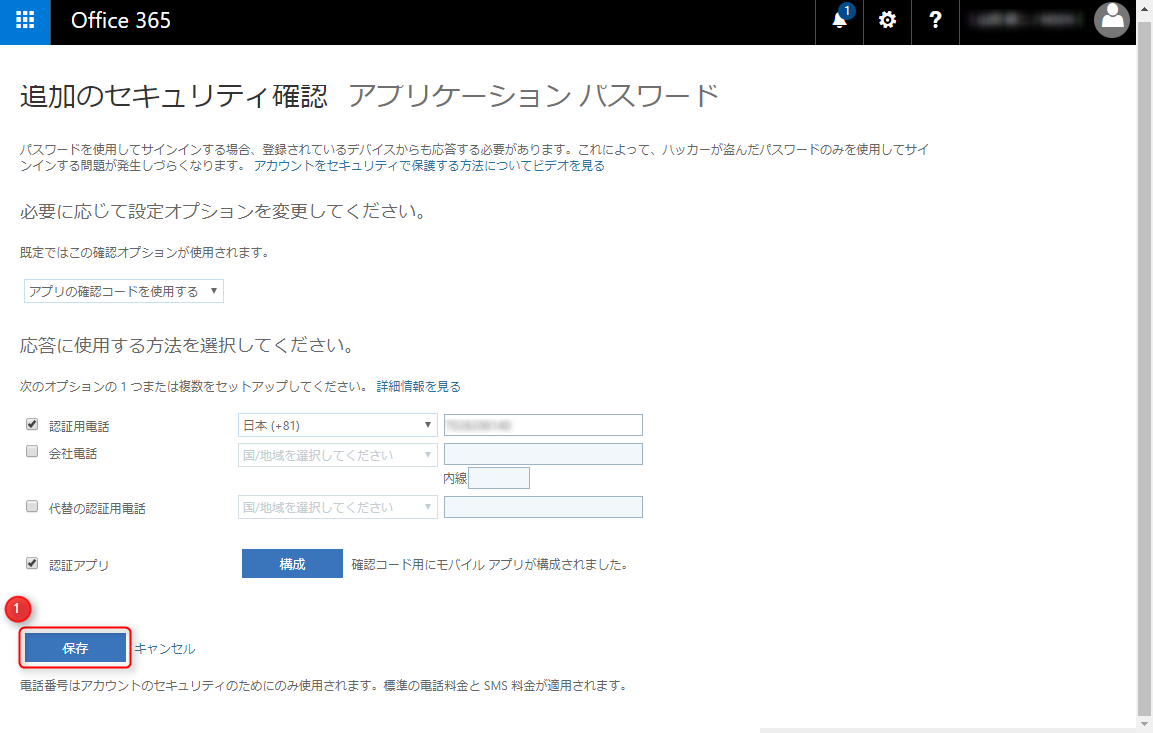 Office 365
1
?
追加のセキュリティ確認 アプリケーション パスワード
パスワードを使用してサインインする場合、登録されているデバイスからも応答する必要があります。これによって、ハッカーが盗んだパスワードのみを使用してサイ
ンインする問題が発生しづらくなります。 アカウントをセキュリティで保護する方法についてビデオを見る
必要に応じて設定オプションを変更してください。
既定ではこの確認オプションが使用されます。
アプリの確認コードを使用する
応答に使用する方法を選択してください。
次のオプションの 1 つまたは複数をセットアップしてください。 詳細情報を見る
認証用電話 日本 (+81)
会社電話 国/地域を選択してください
内線
代替の認証用電話 国/地域を選択してください
認証アプリ 構成 確認コード用にモバイル アプリが構成されました。
1
保存 キャンセル
電話番号はアカウントのセキュリティのためにのみ使用されます。標準の電話料金と SMS 料金が適用されます。